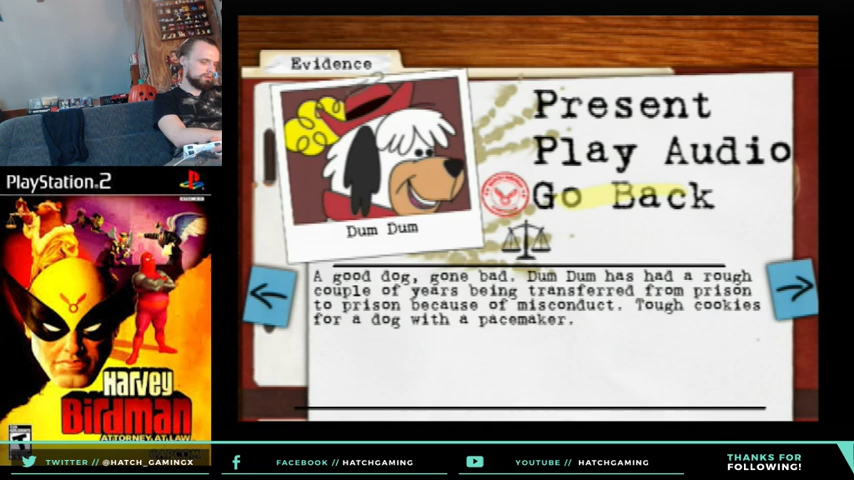 Evidence
Present
Play Audio
Go Back
Dum Dum
A good dog, gone bad. Dum Dum has had a rough
couple of years being transferred from prison
to prison because of misconduct. Tough cookies
for a dog with a pacemaker.
PlayStation.2
HARVEY
BiRDMAN
ATTORNEY AT LAW
TWITTER // @HATCH_GAMINGX
FACEBOOK // HATCHGAMING
YOUTUBE // HATCHGAMINGX
THANKS FOR
FOLLOWING!